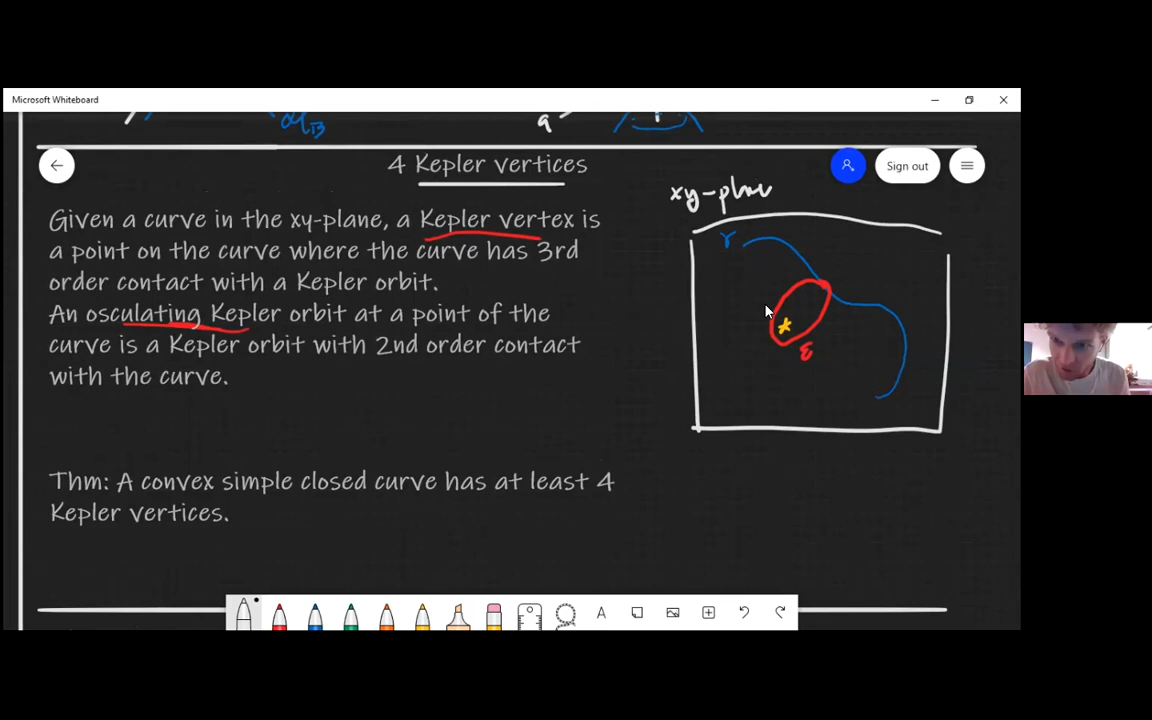 Microsoft Whiteboard
4 Kepler vertices
Sign out
xy-plane
Given a curve in the xy-plane, a Kepler vertex is
a point on the curve where the curve has 3rd
order contact with a Kepler orbit.
An osculating Kepler orbit at a point of the
curve is a Kepler orbit with 2nd order contact
with the curve.
Thm: A convex simple closed curve has at least 4
Kepler vertices.